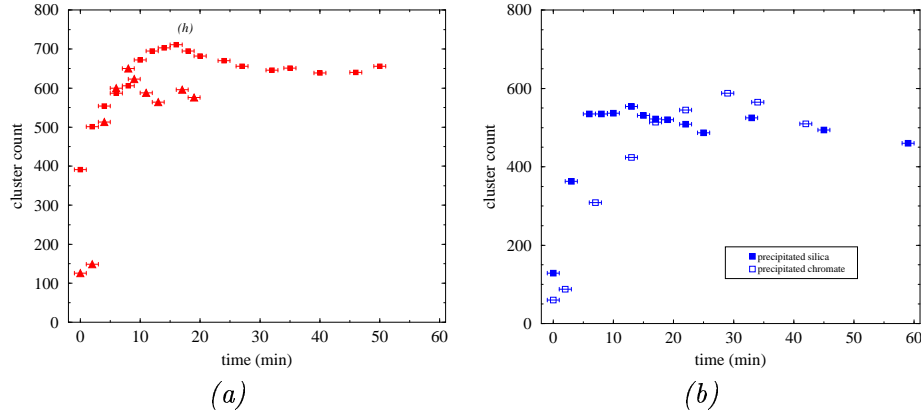 800
700
600
500
400
300
200
100
0
cluster count
(h)
0 10 20 30 40 50 60
time (min)
(a)
800
600
400
200
0
cluster count
precipitated silica
precipitated chromate
0 10 20 30 40 50 60
time (min)
(b)